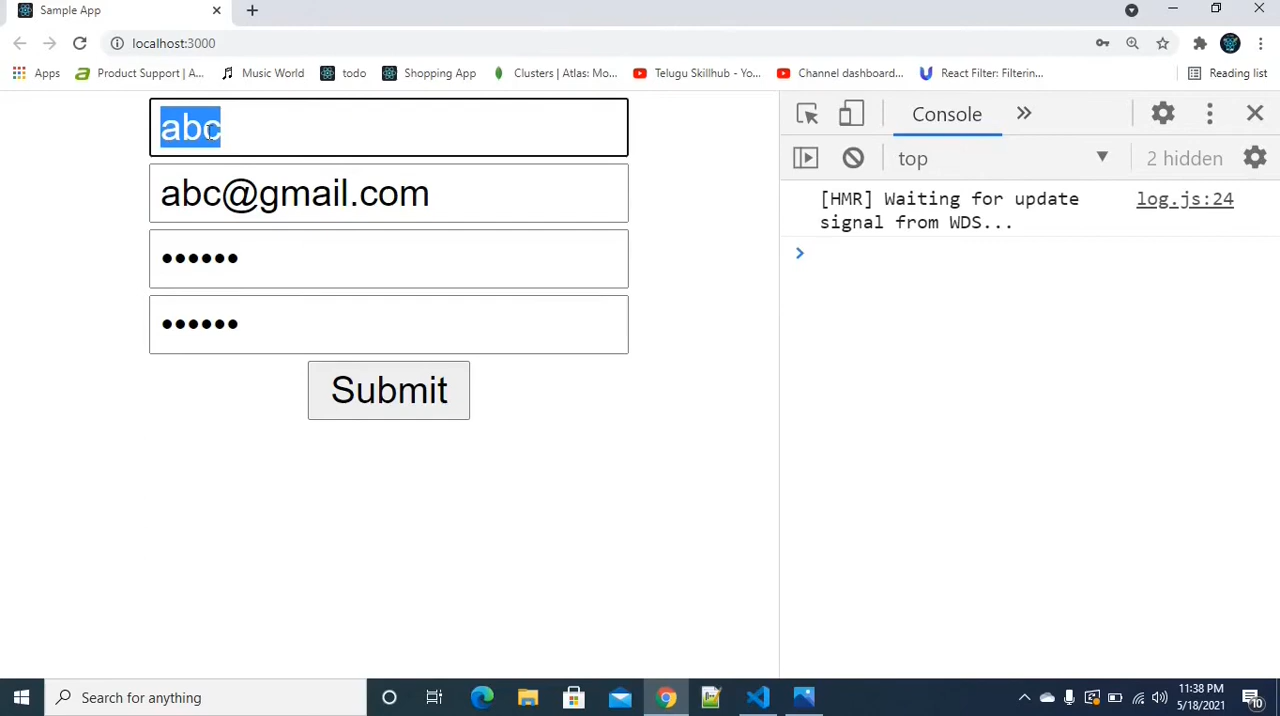 Sample App
localhost:3000
Apps Product Support | A... Music World todo Shopping App Clusters | Atlas: Mo... Telugu Skillhub - Yo... Channel dashboard... React Filter: Filterin... Reading list
abc
abc@gmail.com
••••••
••••••
Submit
Console
top 2 hidden
[HMR] Waiting for update log.js:24
signal from WDS...
Search for anything
11:38 PM
5/18/2021
10